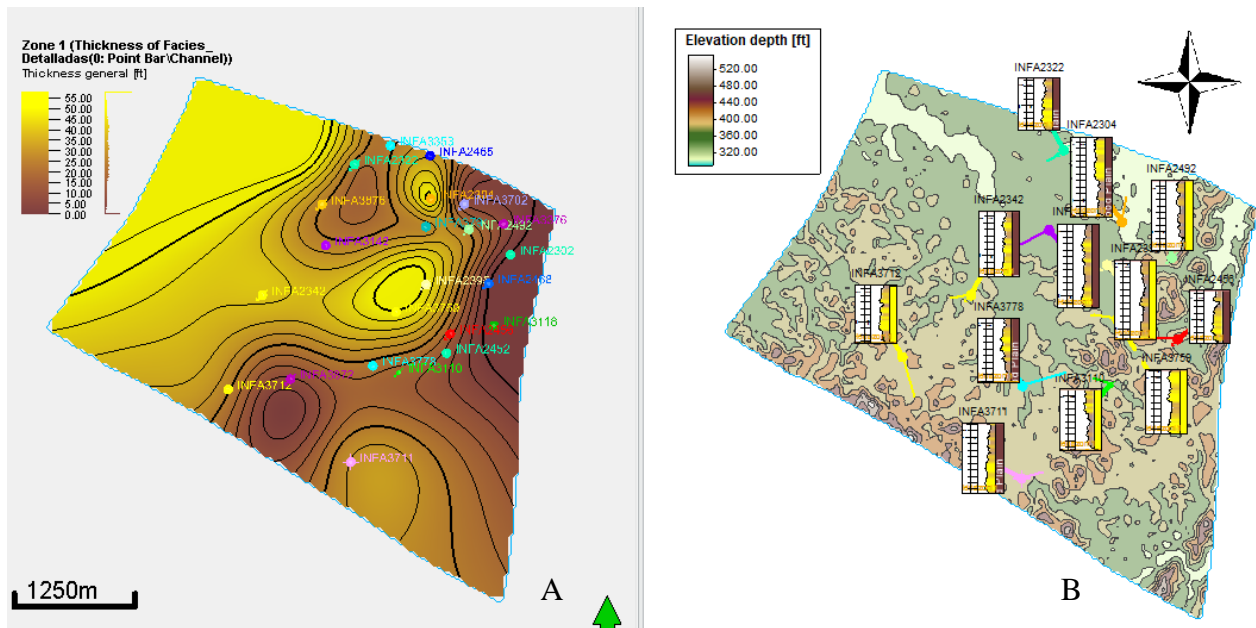 Zone 1 (Thickness of Facies_
Detalladas(0: Point Bar\Channel))
Thickness general [ft]
55.00
50.00
45.00
40.00
35.00
30.00
25.00
20.00
15.00
10.00
5.00
0.00
INFA3353
INFA2465
INFA3702
INFA2492
INFA2302
INFA3142
INFA2342
INFA3118
INFA2452
INFA3778
INFA3110
INFA3712
INFA3711
1250m
A
Elevation depth [ft]
520.00
480.00
440.00
400.00
360.00
320.00
INFA2322
INFA2304
INFA2492
INFA2342
INFA3712
INFA3778
INFA3759
INFA3110
INFA3711
Plain
B